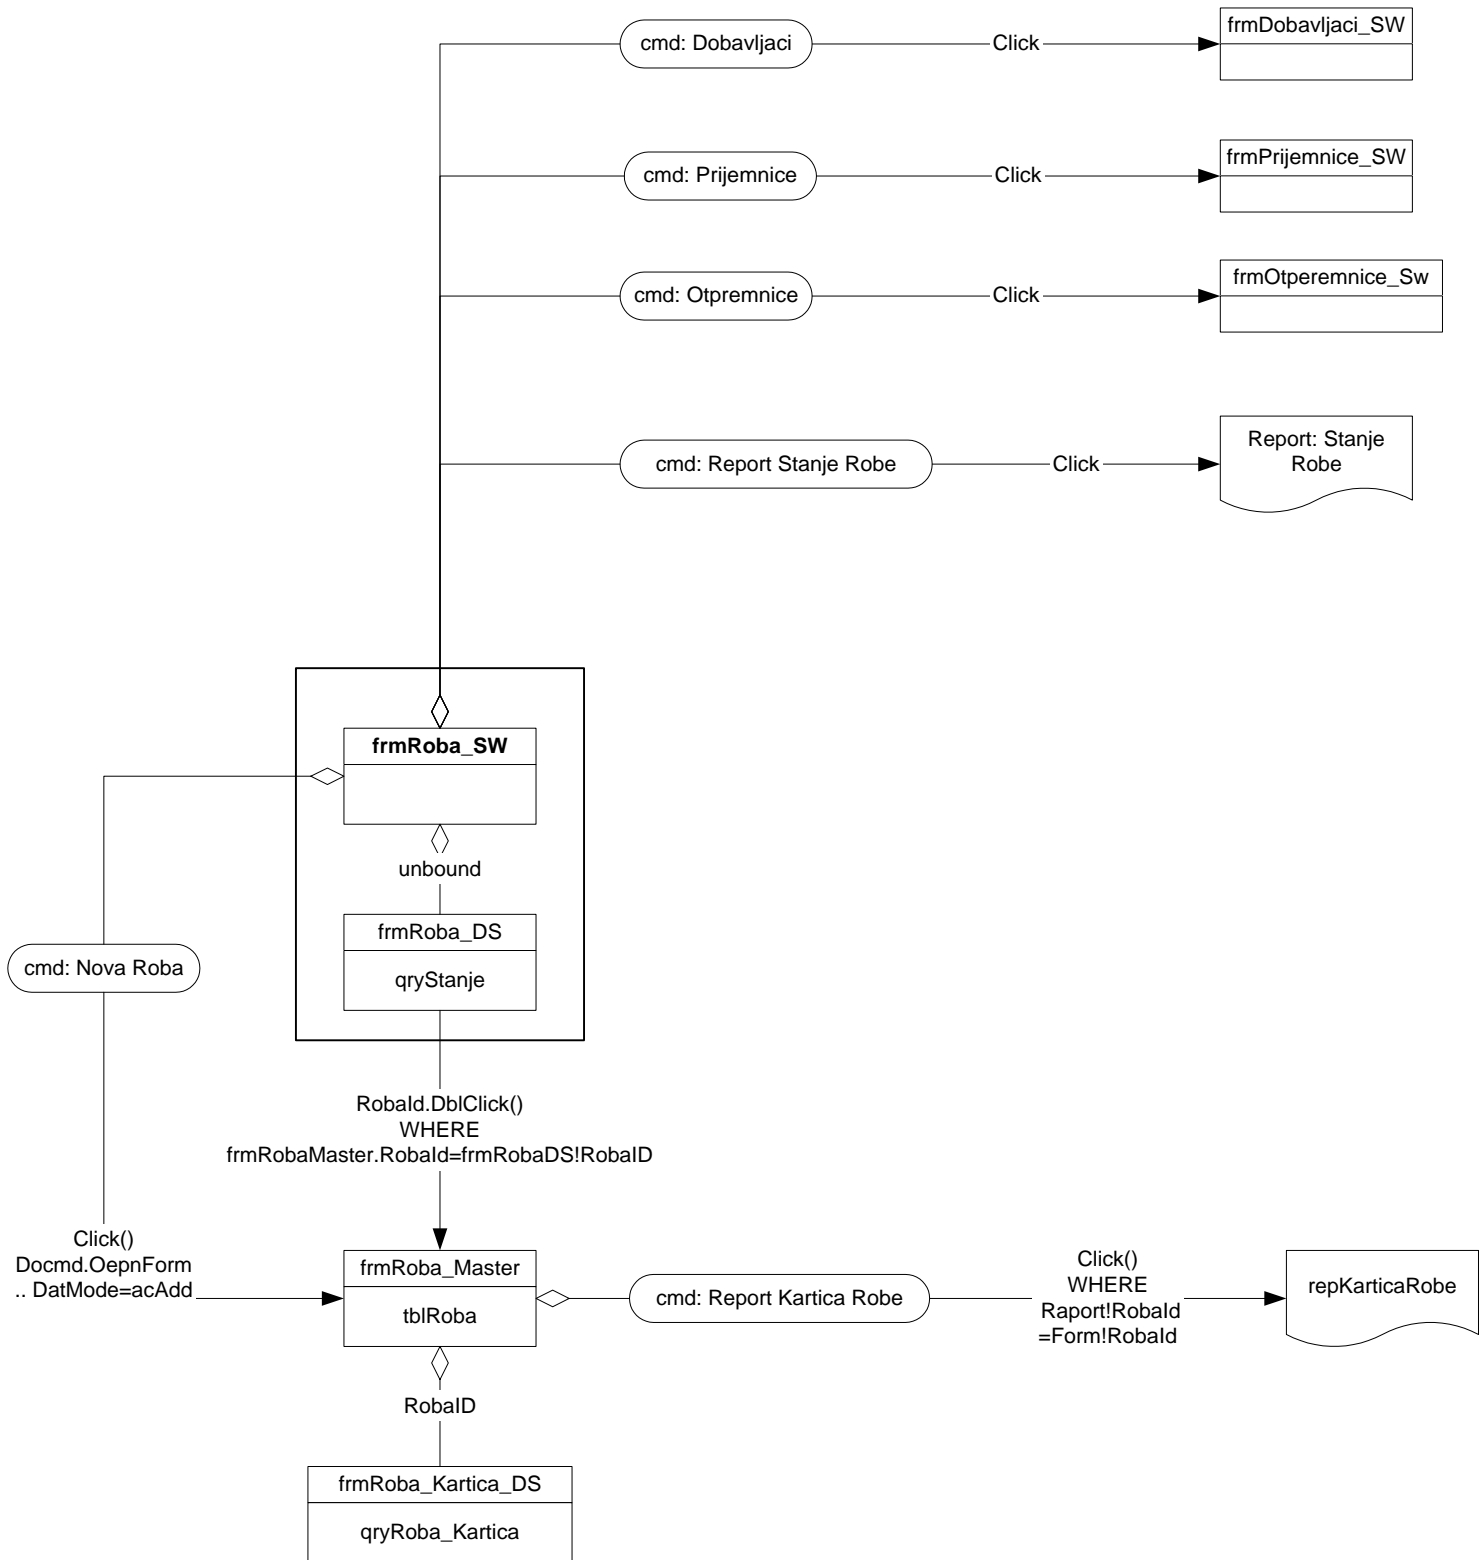 cmd: Dobavljaci
Click
frmDobavljaci_SW
cmd: Prijemnice
Click
frmPrijemnice_SW
cmd: Otpremnice
Click
frmOtperemnice_Sw
cmd: Report Stanje Robe
Click
Report: Stanje
Robe
frmRoba_SW
unbound
frmRoba_DS
qryStanje
cmd: Nova Roba
RobaId.DblClick()
WHERE
frmRobaMaster.RobaId=frmRobaDS!RobaID
Click()
Docmd.OepnForm
.. DatMode=acAdd
frmRoba_Master
tblRoba
cmd: Report Kartica Robe
Click()
WHERE
Raport!RobaId
=Form!RobaId
repKarticaRobe
RobaID
frmRoba_Kartica_DS
qryRoba_Kartica